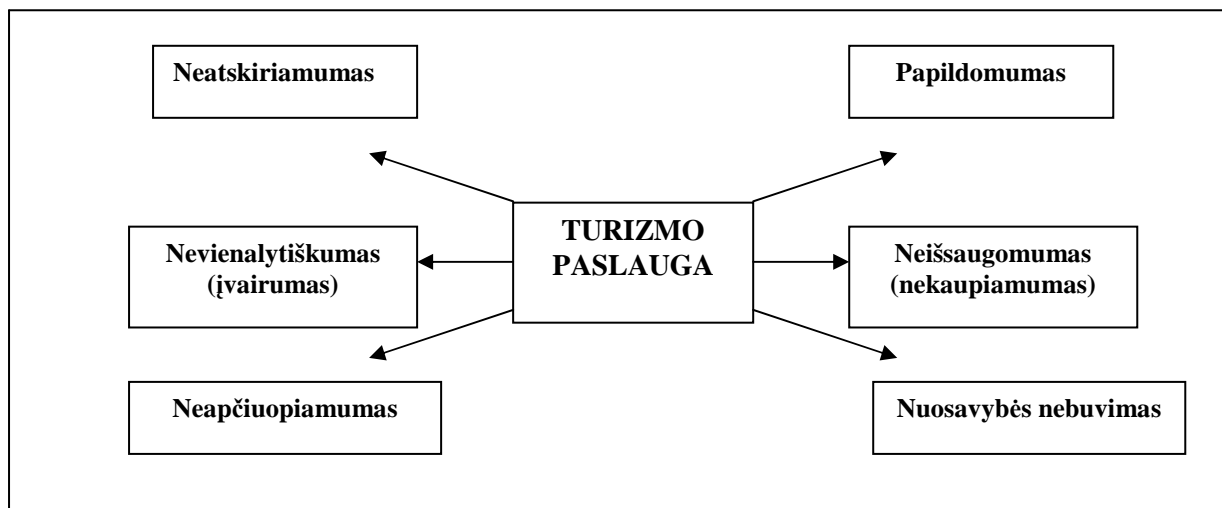 Neatskiriamumas
Papildomumas
TURIZMO
PASLAUGA
Nevienalytiškumas
(įvairumas)
Neišsaugomumas
(nekaupiamumas)
Neapčiuopiamumas
Nuosavybės nebuvimas